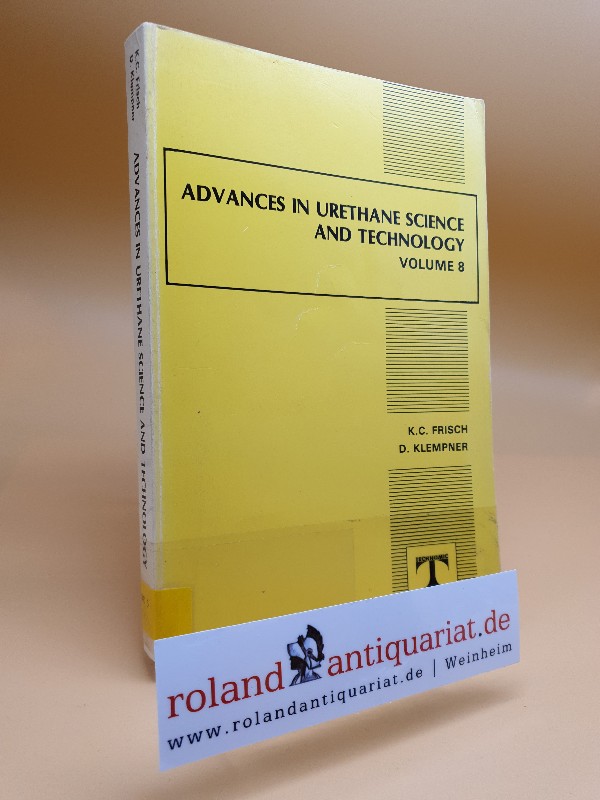 K.C. Frisch
D. Klempner
ADVANCES IN URETHANE SCIENCE AND TECHNOLOGY
ADVANCES IN URETHANE SCIENCE
AND TECHNOLOGY
VOLUME 8
K.C. FRISCH
D. KLEMPNER
TECHNOMIC
roland antiquariat.de
www.rolandantiquariat.de | Weinheim